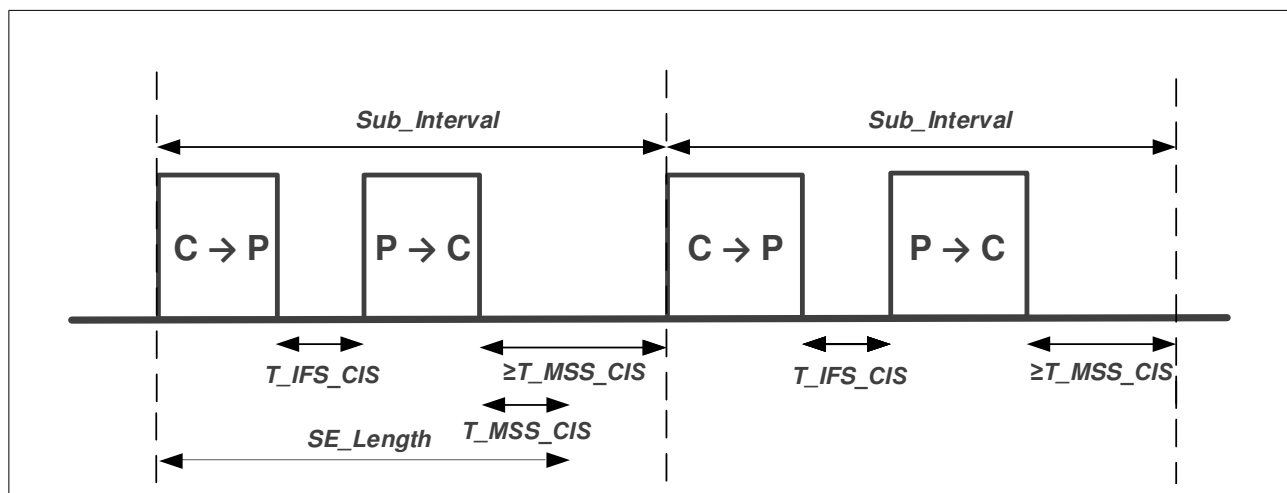 Sub_Interval
Sub_Interval
C → P
P → C
C → P
P → C
T_IFS_CIS
≥T_MSS_CIS
T_IFS_CIS
≥T_MSS_CIS
T_MSS_CIS
SE_Length